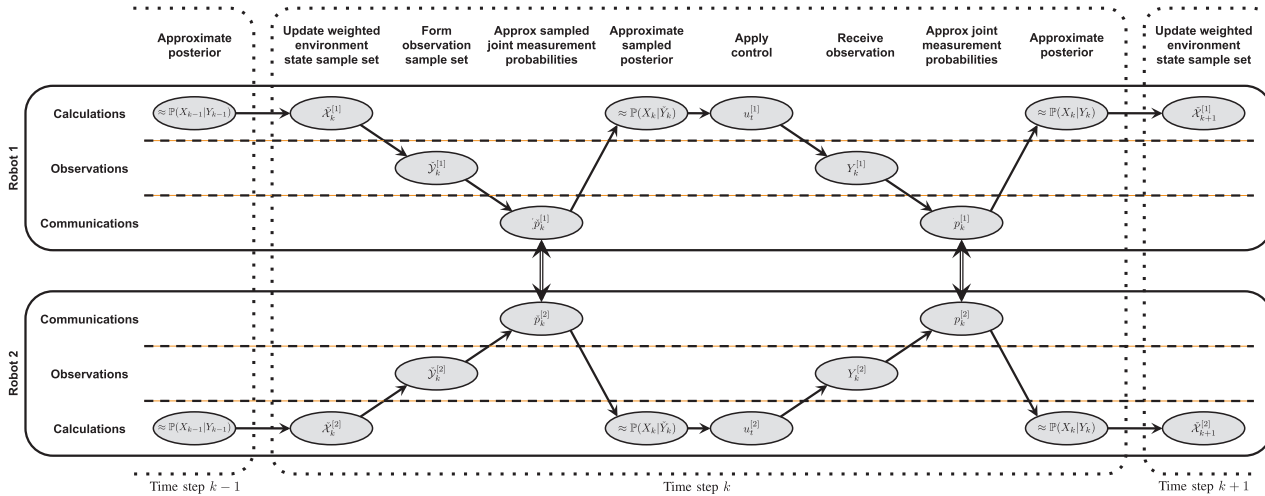 Approximate
posterior
Update weighted
environment
state sample set
Form
observation
sample set
Approx sampled
joint measurement
probabilities
Approximate
sampled
posterior
Apply
control
Receive
observation
Approx joint
measurement
probabilities
Approximate
posterior
Update weighted
environment
state sample set
Robot 1
Calculations
≈ ℙ(X_{k−1}|Y_{k−1})
𝒳̆_k^{[1]}
≈ ℙ(X_k|Y̆_k)
u_t^{[1]}
≈ ℙ(X_k|Y_k)
𝒳̆_{k+1}^{[1]}
Observations
𝒴̆_k^{[1]}
Y_k^{[1]}
Communications
p̆_k^{[1]}
p_k^{[1]}
Robot 2
Communications
p̆_k^{[2]}
p_k^{[2]}
Observations
𝒴̆_k^{[2]}
Y_k^{[2]}
Calculations
≈ ℙ(X_{k−1}|Y_{k−1})
𝒳̆_k^{[2]}
≈ ℙ(X_k|Y̆_k)
u_t^{[2]}
≈ ℙ(X_k|Y_k)
𝒳̆_{k+1}^{[2]}
Time step k − 1
Time step k
Time step k + 1